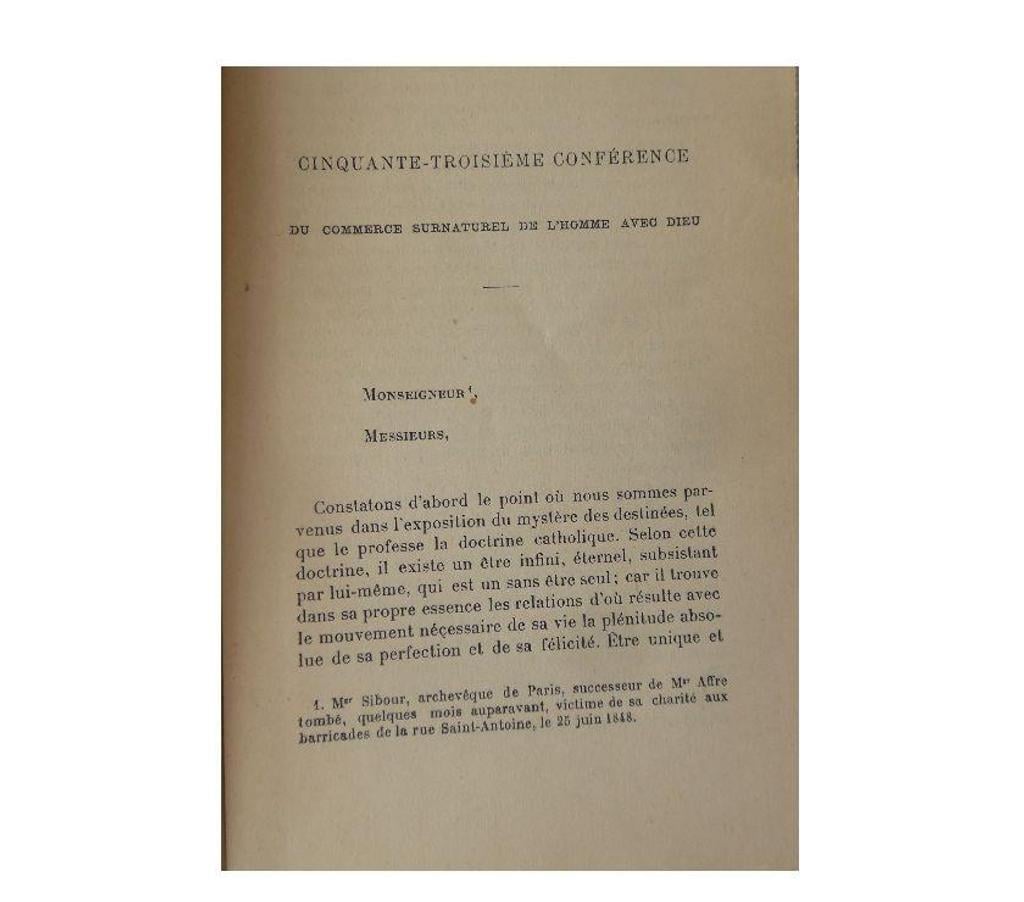 CINQUANTE-TROISIÈME CONFÉRENCE
DU COMMERCE SURNATUREL DE L'HOMME AVEC DIEU
MONSEIGNEUR¹,
MESSIEURS,
Constatons d'abord le point où nous sommes par-
venus dans l'exposition du mystère des destinées, tel
que le professe la doctrine catholique. Selon cette
doctrine, il existe un être infini, éternel, subsistant
par lui-même, qui est un sans être seul; car il trouve
dans sa propre essence les relations d'où résulte avec
le mouvement nécessaire de sa vie la plénitude abso-
lue de sa perfection et de sa félicité. Être unique et
1. Mgr Sibour, archevêque de Paris, successeur de Mgr Affre
tombé, quelques mois auparavant, victime de sa charité aux
barricades de la rue Saint-Antoine, le 25 juin 1848.